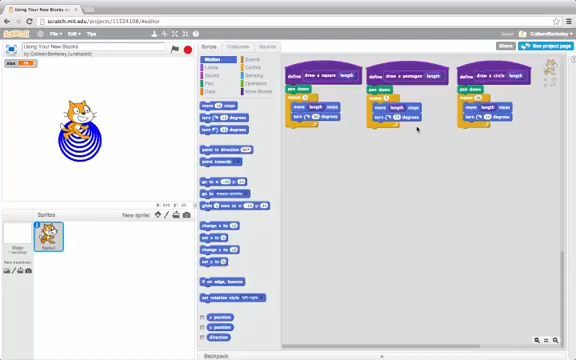 scratch.mit.edu/projects/11524108/#editor
File
Edit
Tips
ColleenBerkeley
Using Your New Blocks
by ColleenBerkeley (unshared)
Share
See project page
Scripts
Costumes
Sounds
Motion
Events
Looks
Control
Sound
Sensing
Pen
Operators
Data
More Blocks
move 10 steps
turn 15 degrees
turn 15 degrees
point in direction 90
point towards
go to x: y:
go to mouse-pointer
glide 1 secs to x: y:
change x by 10
set x to 0
change y by 10
set y to 0
if on edge, bounce
set rotation style left-right
x position
y position
direction
define draw a square length
pen down
repeat 4
move length steps
turn 90 degrees
define draw a pentagon length
pen down
repeat 5
move length steps
turn 72 degrees
define draw a circle length
pen down
repeat 36
move length steps
turn 10 degrees
Sprites
New sprite:
Stage
Sprite1
Backpack